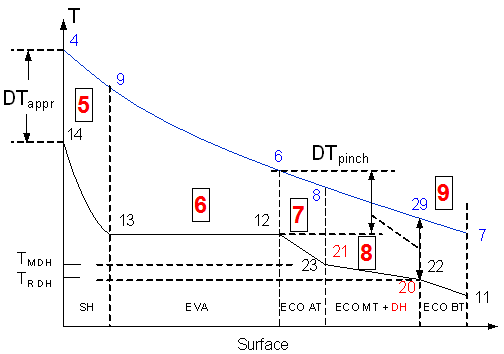 T
4
9
DTappr
5
14
6
DTpinch
8
29
9
7
6
13
12
7
21
8
22
TMDH
23
TRDH
20
11
SH
EVA
ECO AT
ECO MT + DH
ECO BT
Surface